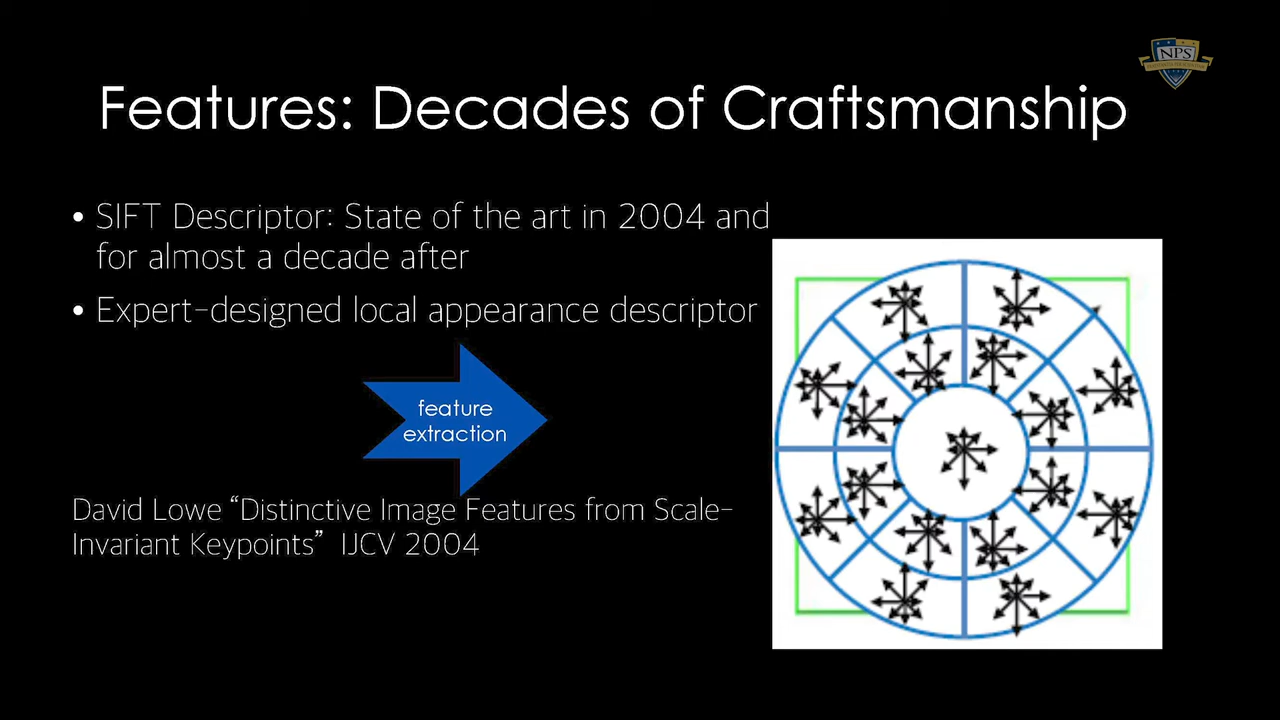 NPS
Features: Decades of Craftsmanship
• SIFT Descriptor: State of the art in 2004 and
for almost a decade after
• Expert-designed local appearance descriptor
feature
extraction
David Lowe “Distinctive Image Features from Scale-
Invariant Keypoints” IJCV 2004